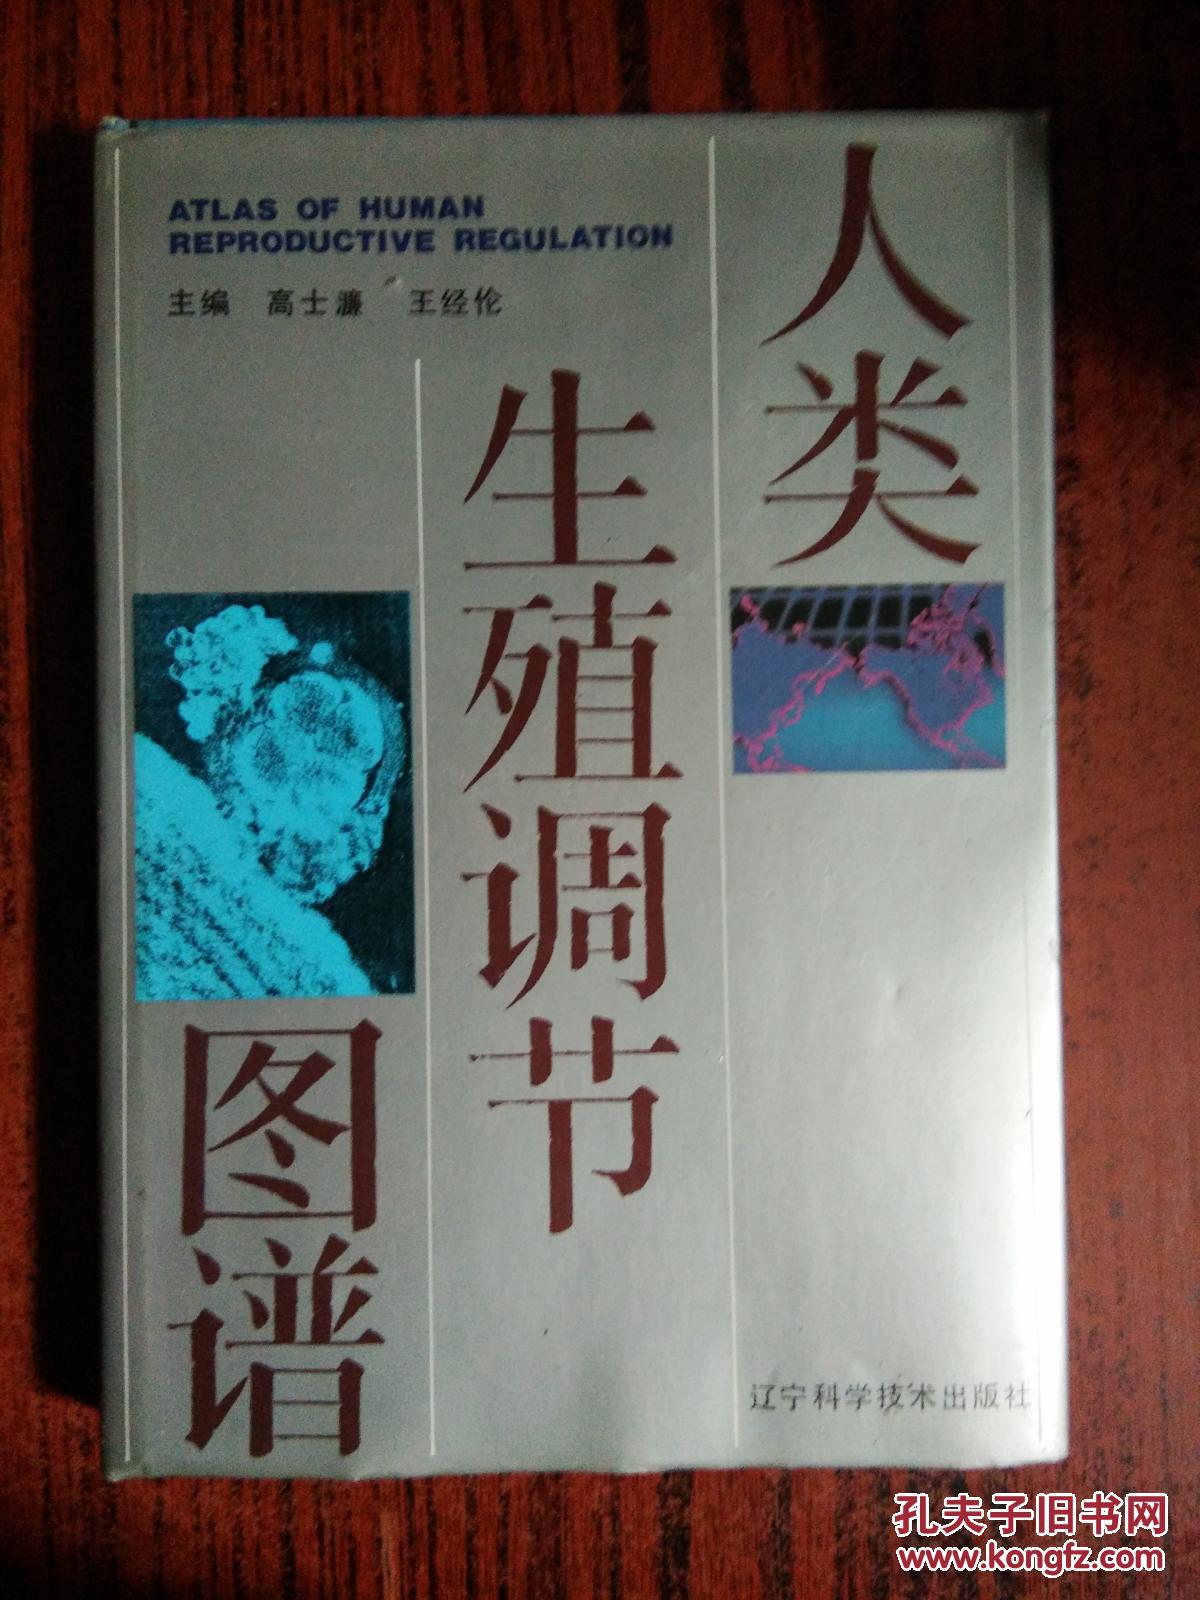 ATLAS OF HUMAN
REPRODUCTIVE REGULATION
主编 高士濂 王经伦
人类
生殖调节
图谱
辽宁科学技术出版社
孔夫子旧书网
www.kongfz.com